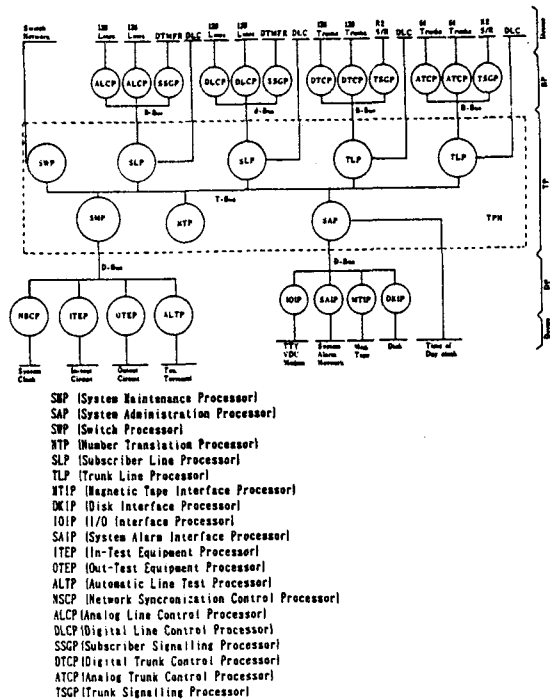 Switch
Network
128
Lines
128
Lines
DTMFR
DLC
128
Lines
128
Lines
DTMFR
DLC
120
Trunks
120
Trunks
R2
S/R
DLC
64
Trunks
64
Trunks
R2
S/R
DLC
ALCP
ALCP
SSGP
DLCP
DLCP
SSGP
DTCP
DTCP
TSGP
ATCP
ATCP
TSGP
BP
B-Bus
B-Bus
B-Bus
SWP
SLP
SLP
TLP
TLP
TP
T-Bus
SMP
NTP
SAP
TPN
D-Bus
D-Bus
DP
NSCP
ITEP
OTEP
ALTP
IOIP
SAIP
MTIP
DKIP
System
Clock
In-test
Circuit
Outest
Circuit
Tes.
Terminal
TTY
VDU
Modem
System
Alarm
Network
Mag.
Tape
Disk
Time of
Day clock
SMP (System Maintenance Processor)
SAP (System Administration Processor)
SWP (Switch Processor)
NTP (Number Translation Processor)
SLP (Subscriber Line Processor)
TLP (Trunk Line Processor)
MTIP (Magnetic Tape Interface Processor)
DKIP (Disk Interface Processor)
IOIP (I/O Interface Processor)
SAIP (System Alarm Interface Processor)
ITEP (In-Test Equipment Processor)
OTEP (Out-Test Equipment Processor)
ALTP (Automatic Line Test Processor)
NSCP (Network Syncronization Control Processor)
ALCP (Analog Line Control Processor)
DLCP (Digital Line Control Processor)
SSGP (Subscriber Signalling Processor)
DTCP (Digital Trunk Control Processor)
ATCP (Analog Trunk Control Processor)
TSGP (Trunk Signalling Processor)